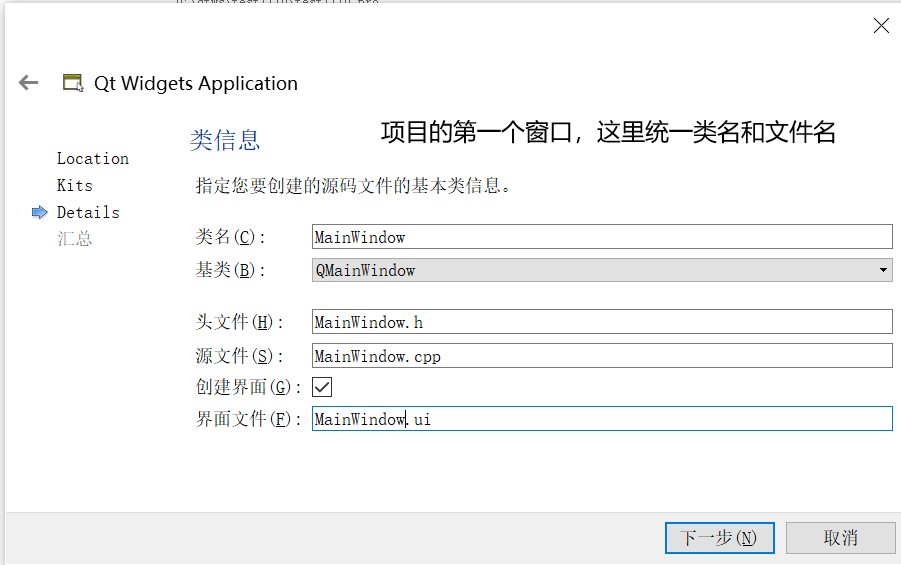 Qt Widgets Application
类信息
项目的第一个窗口，这里统一类名和文件名
Location
Kits
Details
汇总
指定您要创建的源码文件的基本类信息。
类名(C): MainWindow
基类(B): QMainWindow
头文件(H): MainWindow.h
源文件(S): MainWindow.cpp
创建界面(G):
界面文件(F): MainWindow.ui
下一步(N)
取消